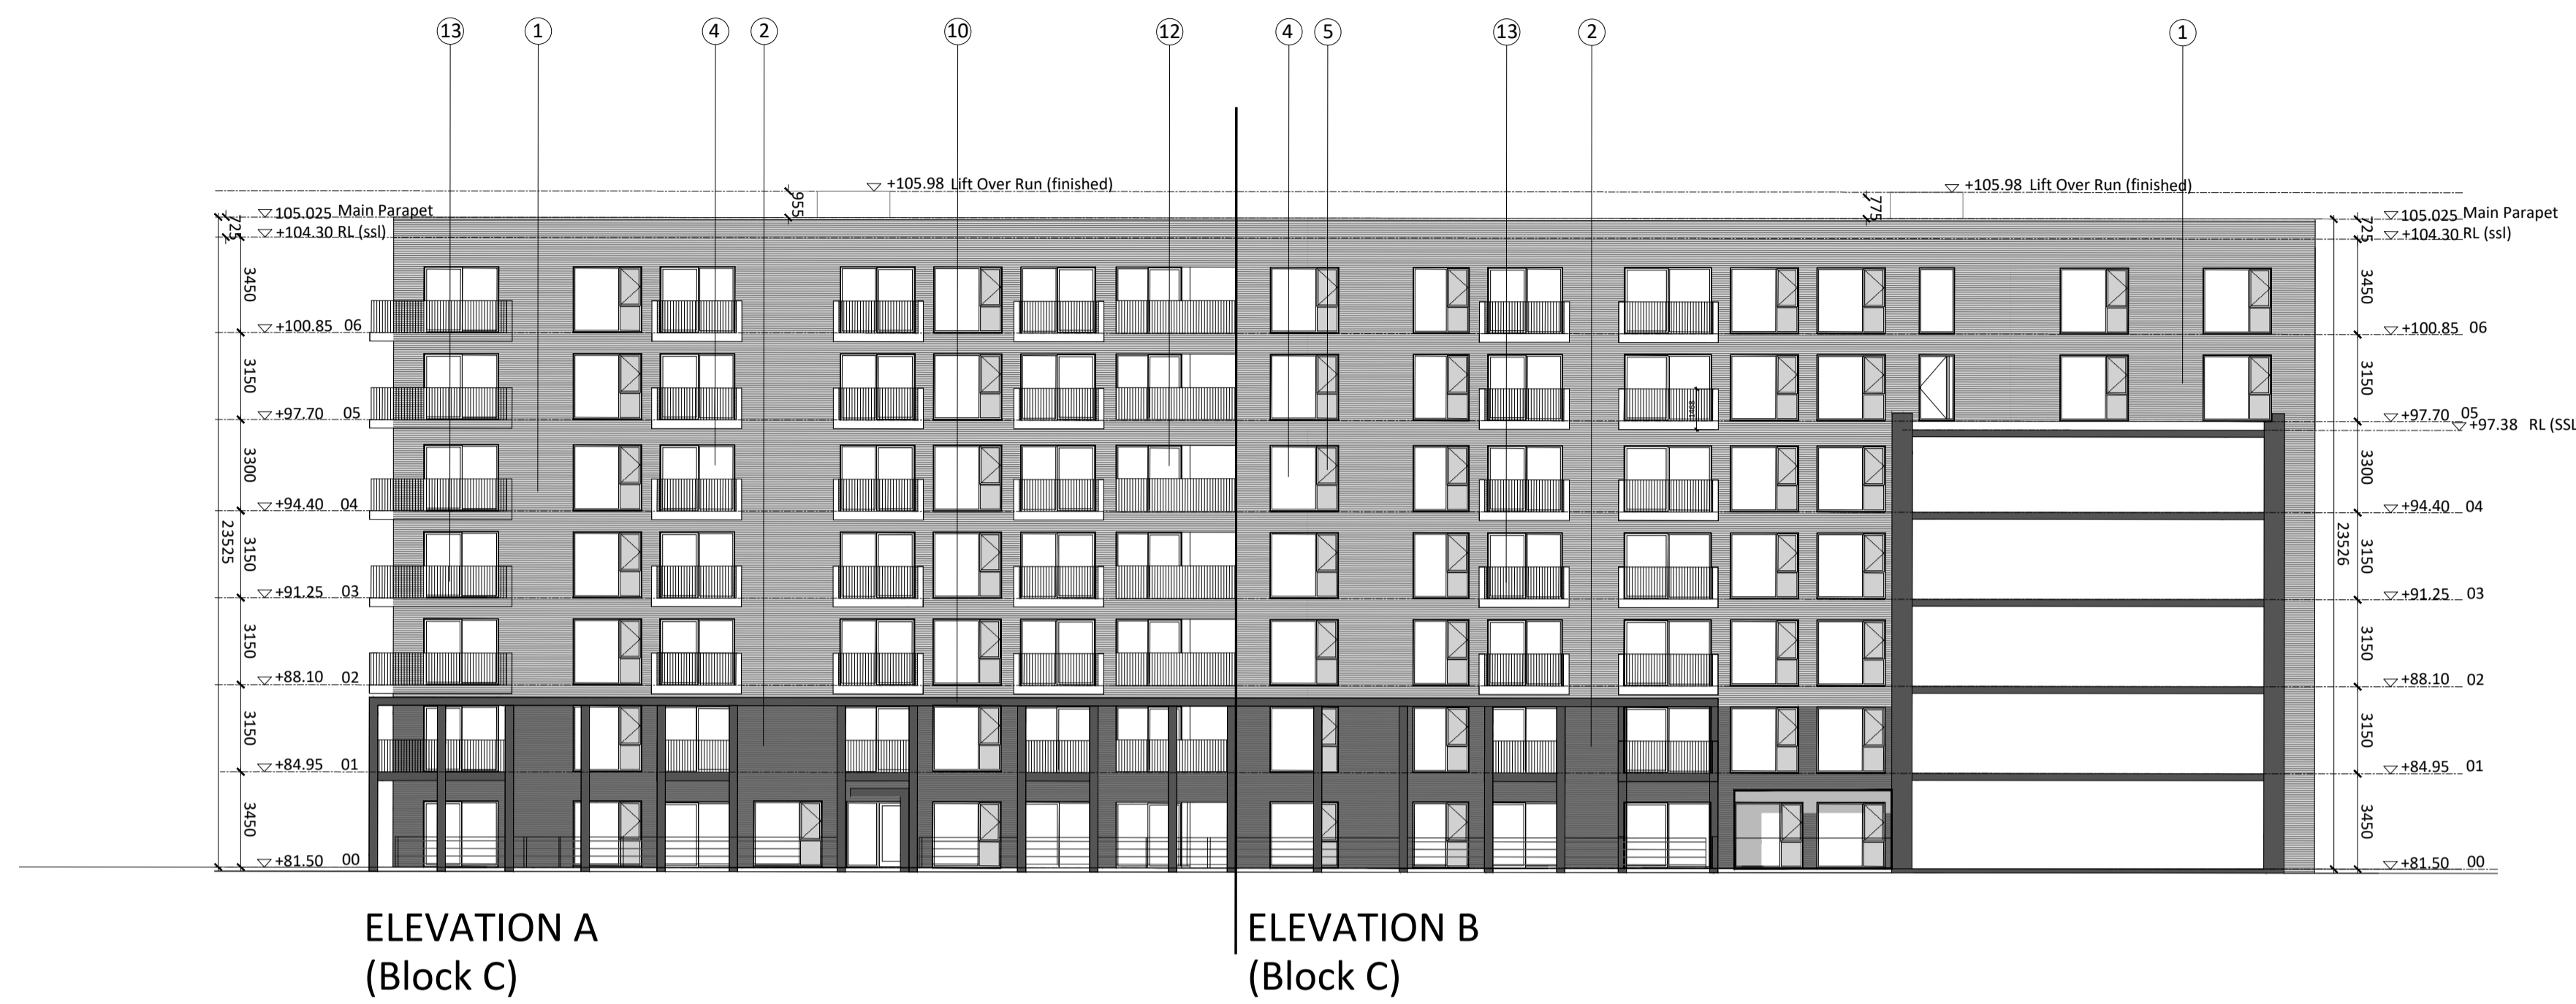 13 1 4 2 10 12 4 5 13 2 1
+105.98 Lift Over Run (finished)
+105.98 Lift Over Run (finished)
955
775
105.025 Main Parapet
725
+104.30 RL (ssl)
3450
+100.85 06
3150
+97.70 05
3300
+94.40 04
23525
3150
+91.25 03
3150
+88.10 02
3150
+84.95 01
3450
+81.50 00
1468
105.025 Main Parapet
725
+104.30 RL (ssl)
3450
+100.85 06
3150
+97.70 05
+97.38 RL (SSL
3300
+94.40 04
23526
3150
+91.25 03
3150
+88.10 02
3150
+84.95 01
3450
+81.50 00
ELEVATION A
(Block C)
ELEVATION B
(Block C)